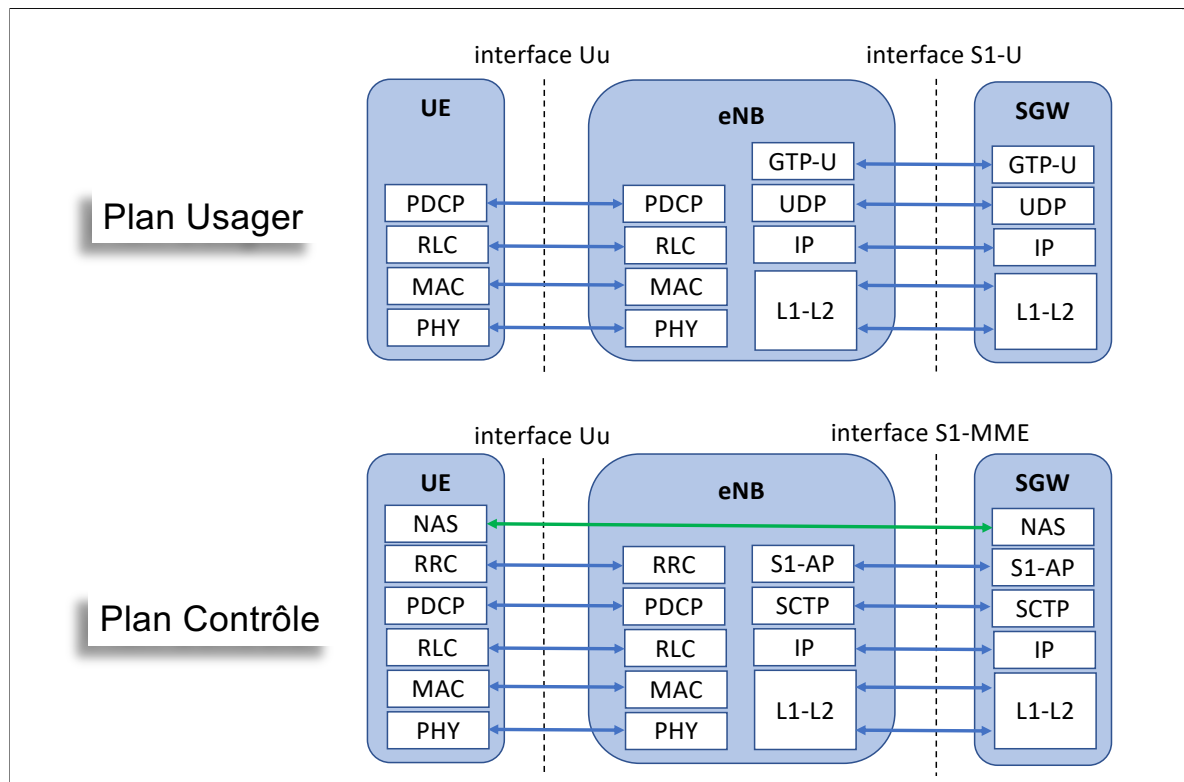 interface Uu
interface S1-U
UE
eNB
SGW
Plan Usager
PDCP
RLC
MAC
PHY
PDCP
RLC
MAC
PHY
GTP-U
UDP
IP
L1-L2
GTP-U
UDP
IP
L1-L2
interface Uu
interface S1-MME
UE
eNB
SGW
Plan Contrôle
NAS
RRC
PDCP
RLC
MAC
PHY
RRC
PDCP
RLC
MAC
PHY
S1-AP
SCTP
IP
L1-L2
NAS
S1-AP
SCTP
IP
L1-L2